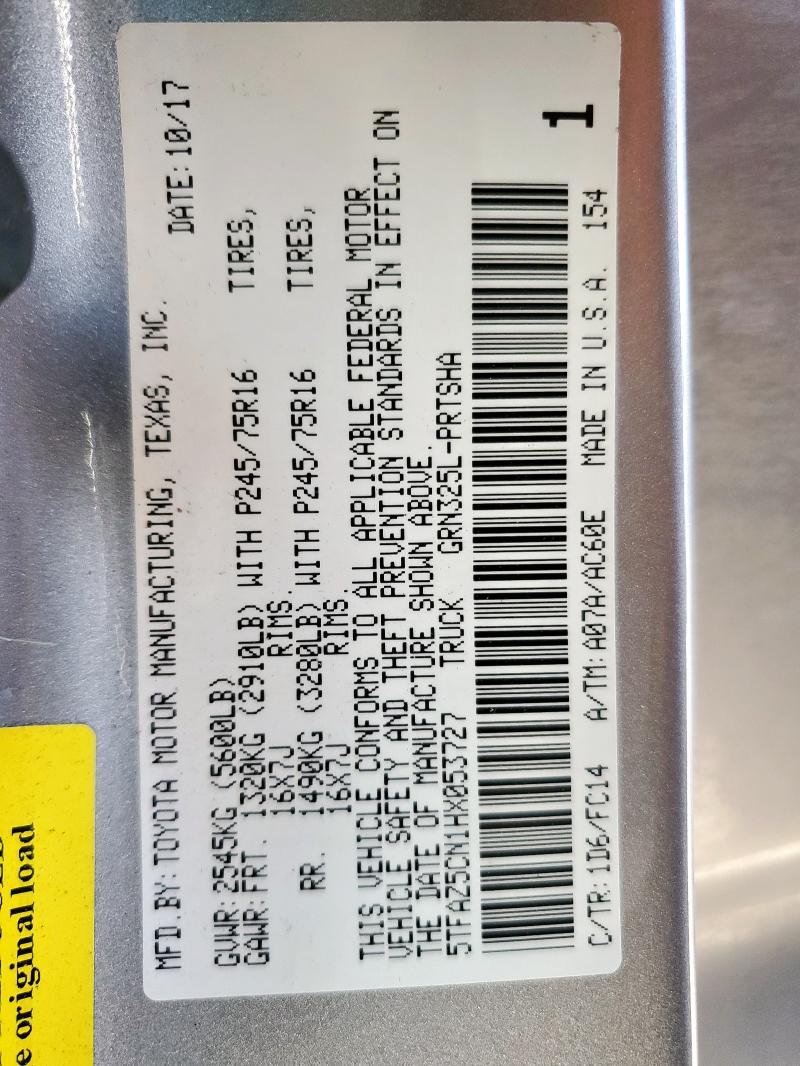 MFD.BY:TOYOTA MOTOR MANUFACTURING, TEXAS, INC.
DATE:10/17
GVWR:2545KG (5600LB)
GAWR:FRT. 1320KG (2910LB) WITH P245/75R16 TIRES,
16X7J RIMS.
RR. 1490KG (3280LB) WITH P245/75R16 TIRES,
16X7J RIMS.
THIS VEHICLE CONFORMS TO ALL APPLICABLE FEDERAL MOTOR
VEHICLE SAFETY AND THEFT PREVENTION STANDARDS IN EFFECT ON
THE DATE OF MANUFACTURE SHOWN ABOVE.
5TFAZ5CN1HX053727 TRUCK GRN325L-PRTSHA
1
C/TR:1D6/FC14 A/TM:A07A/AC60E MADE IN U.S.A. 154
e original load